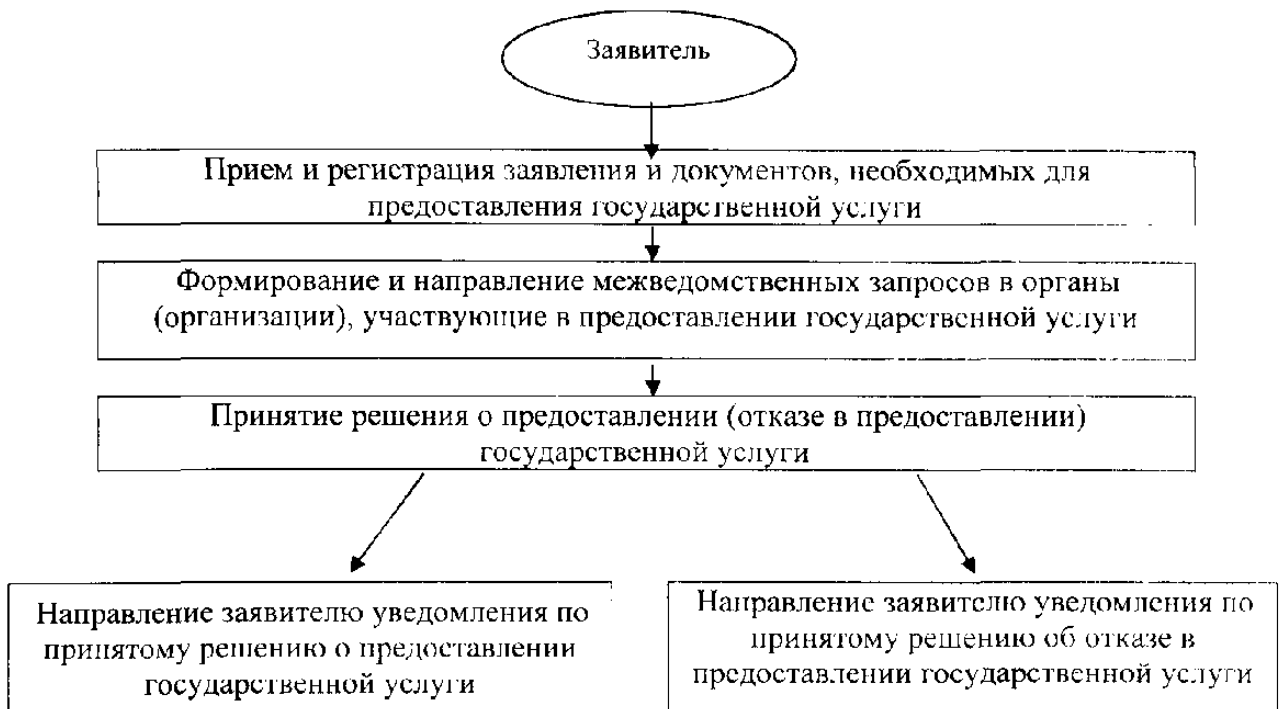 Заявитель
Прием и регистрация заявления и документов, необходимых для
предоставления государственной услуги
Формирование и направление межведомственных запросов в органы
(организации), участвующие в предоставлении государственной услуги
Принятие решения о предоставлении (отказе в предоставлении)
государственной услуги
Направление заявителю уведомления по
принятому решению о предоставлении
государственной услуги
Направление заявителю уведомления по
принятому решению об отказе в
предоставлении государственной услуги